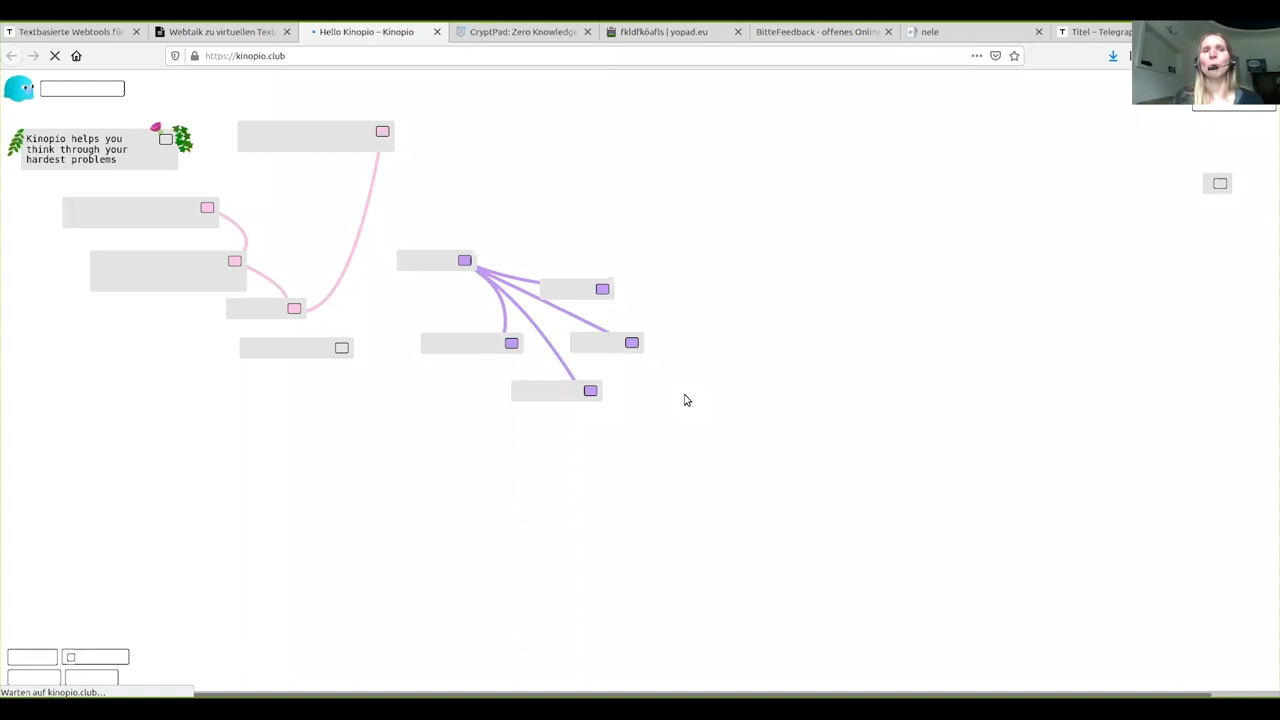 Textbasierte Webtools für
Webtalk zu virtuellen Text
Hello Kinopio – Kinopio
CryptPad: Zero Knowledge
fkldfköafls | yopad.eu
BitteFeedback - offenes Onlin
nele
Titel – Telegrap
https://kinopio.club
Kinopio helps you
think through your
hardest problems
Warten auf kinopio.club…